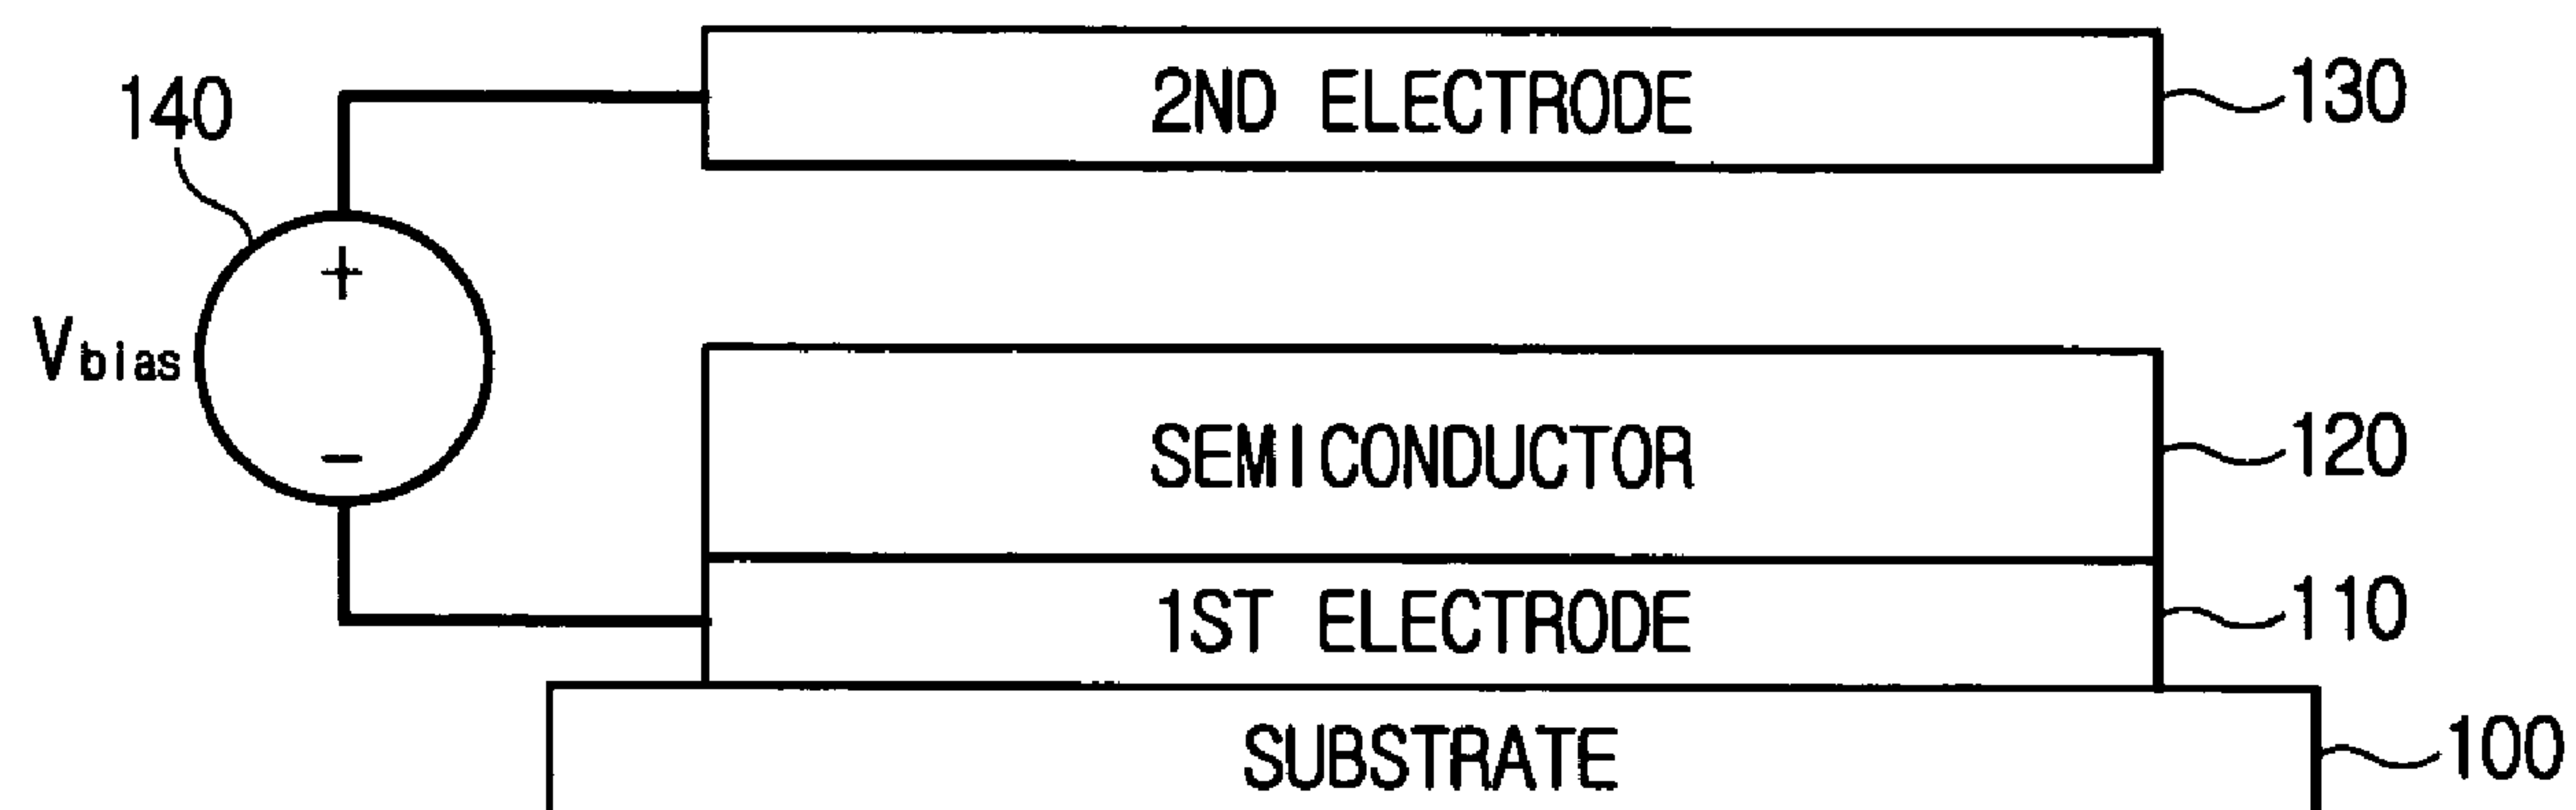 2ND ELECTRODE
130
140
+
Vbias
−
SEMICONDUCTOR
120
1ST ELECTRODE
110
SUBSTRATE
100